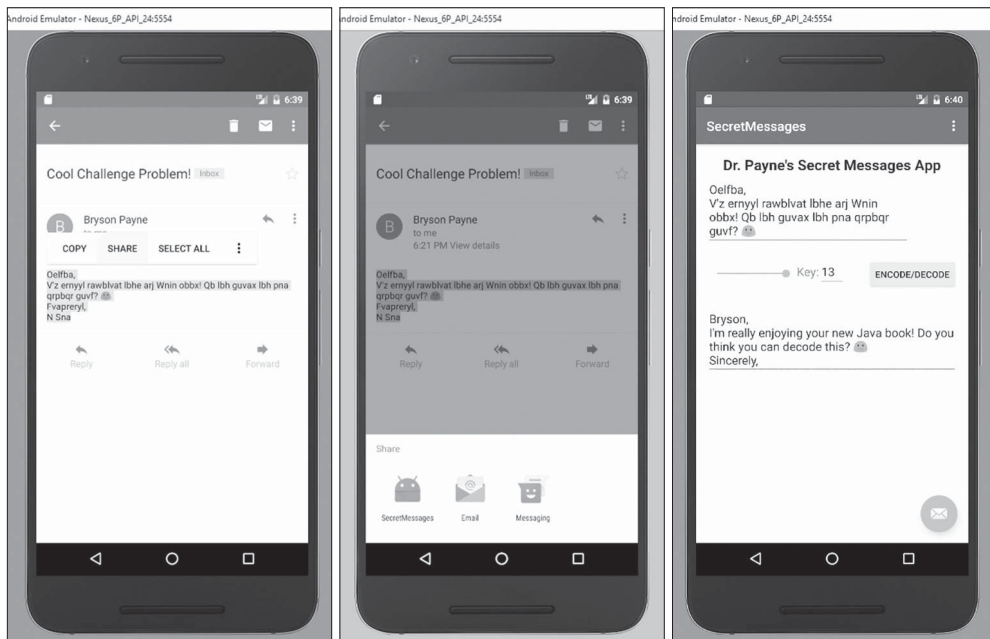 Android Emulator - Nexus_6P_API_24:5554
LTE 6:39
Cool Challenge Problem! Inbox
B
Bryson Payne
to me
COPY SHARE SELECT ALL
Oelfba,
V'z ernyyl rawblvat lbhe arj Wnin obbx! Qb lbh guvax lbh pna
qrpbqr guvf?
Fvapreryl,
N Sna
Reply Reply all Forward
Android Emulator - Nexus_6P_API_24:5554
LTE 6:39
Cool Challenge Problem! Inbox
B
Bryson Payne
to me
6:21 PM View details
Oelfba,
V'z ernyyl rawblvat lbhe arj Wnin obbx! Qb lbh guvax lbh pna
qrpbqr guvf?
Fvapreryl,
N Sna
Reply Reply all Forward
Share
SecretMessages Email Messaging
ndroid Emulator - Nexus_6P_API_24:5554
LTE 6:40
SecretMessages
Dr. Payne's Secret Messages App
Oelfba,
V'z ernyyl rawblvat lbhe arj Wnin
obbx! Qb lbh guvax lbh pna qrpbqr
guvf?
Key: 13 ENCODE/DECODE
Bryson,
I'm really enjoying your new Java book! Do you
think you can decode this?
Sincerely,